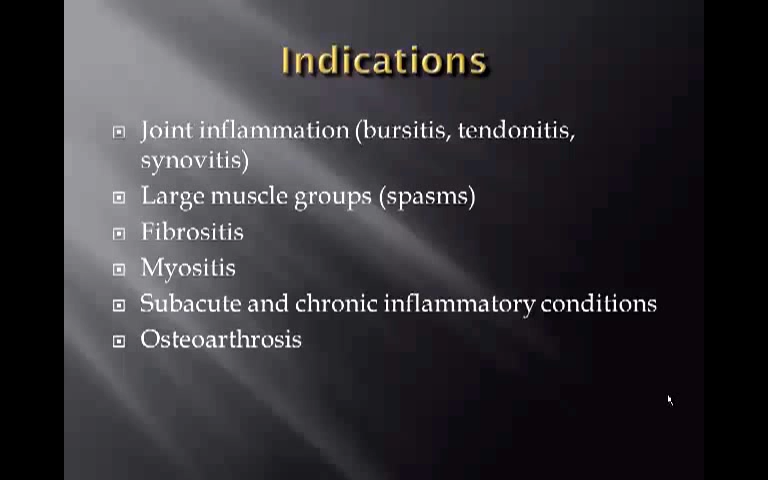 Indications
Joint inflammation (bursitis, tendonitis,
synovitis)
Large muscle groups (spasms)
Fibrositis
Myositis
Subacute and chronic inflammatory conditions
Osteoarthrosis